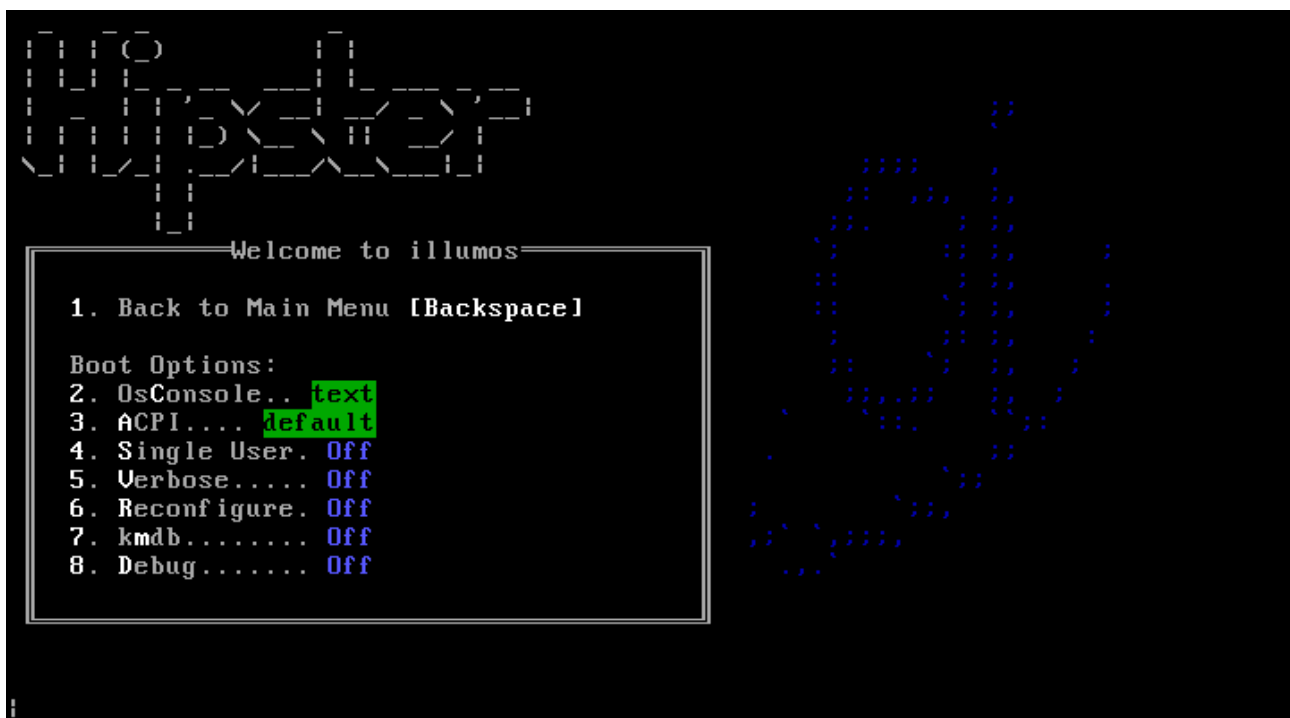 Hipster
Welcome to illumos
1. Back to Main Menu [Backspace]
Boot Options:
2. OsConsole.. text
3. ACPI.... default
4. Single User. Off
5. Verbose..... Off
6. Reconfigure. Off
7. kmdb........ Off
8. Debug....... Off